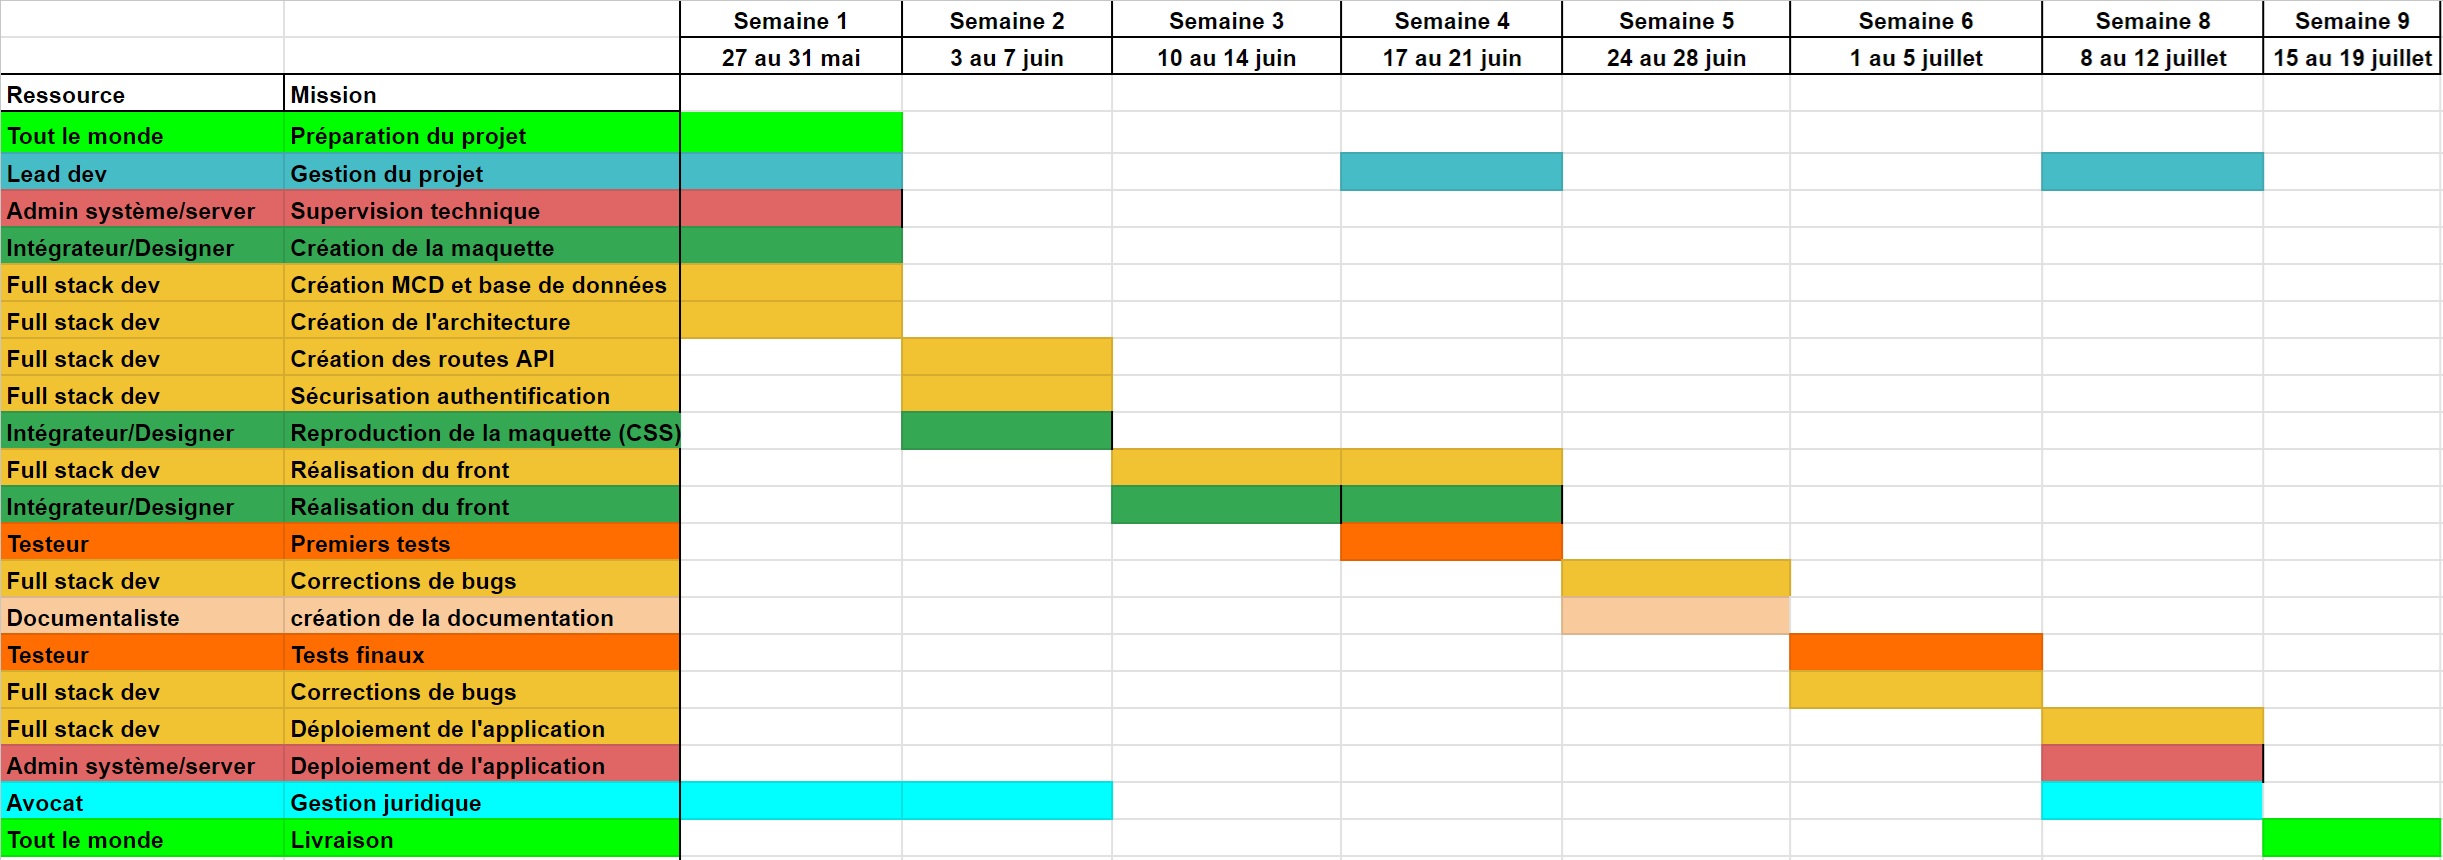 Semaine 1 Semaine 2 Semaine 3 Semaine 4 Semaine 5 Semaine 6 Semaine 8 Semaine 9
27 au 31 mai 3 au 7 juin 10 au 14 juin 17 au 21 juin 24 au 28 juin 1 au 5 juillet 8 au 12 juillet 15 au 19 juillet
Ressource Mission
Tout le monde Préparation du projet
Lead dev Gestion du projet
Admin système/server Supervision technique
Intégrateur/Designer Création de la maquette
Full stack dev Création MCD et base de données
Full stack dev Création de l'architecture
Full stack dev Création des routes API
Full stack dev Sécurisation authentification
Intégrateur/Designer Reproduction de la maquette (CSS)
Full stack dev Réalisation du front
Intégrateur/Designer Réalisation du front
Testeur Premiers tests
Full stack dev Corrections de bugs
Documentaliste création de la documentation
Testeur Tests finaux
Full stack dev Corrections de bugs
Full stack dev Déploiement de l'application
Admin système/server Deploiement de l'application
Avocat Gestion juridique
Tout le monde Livraison